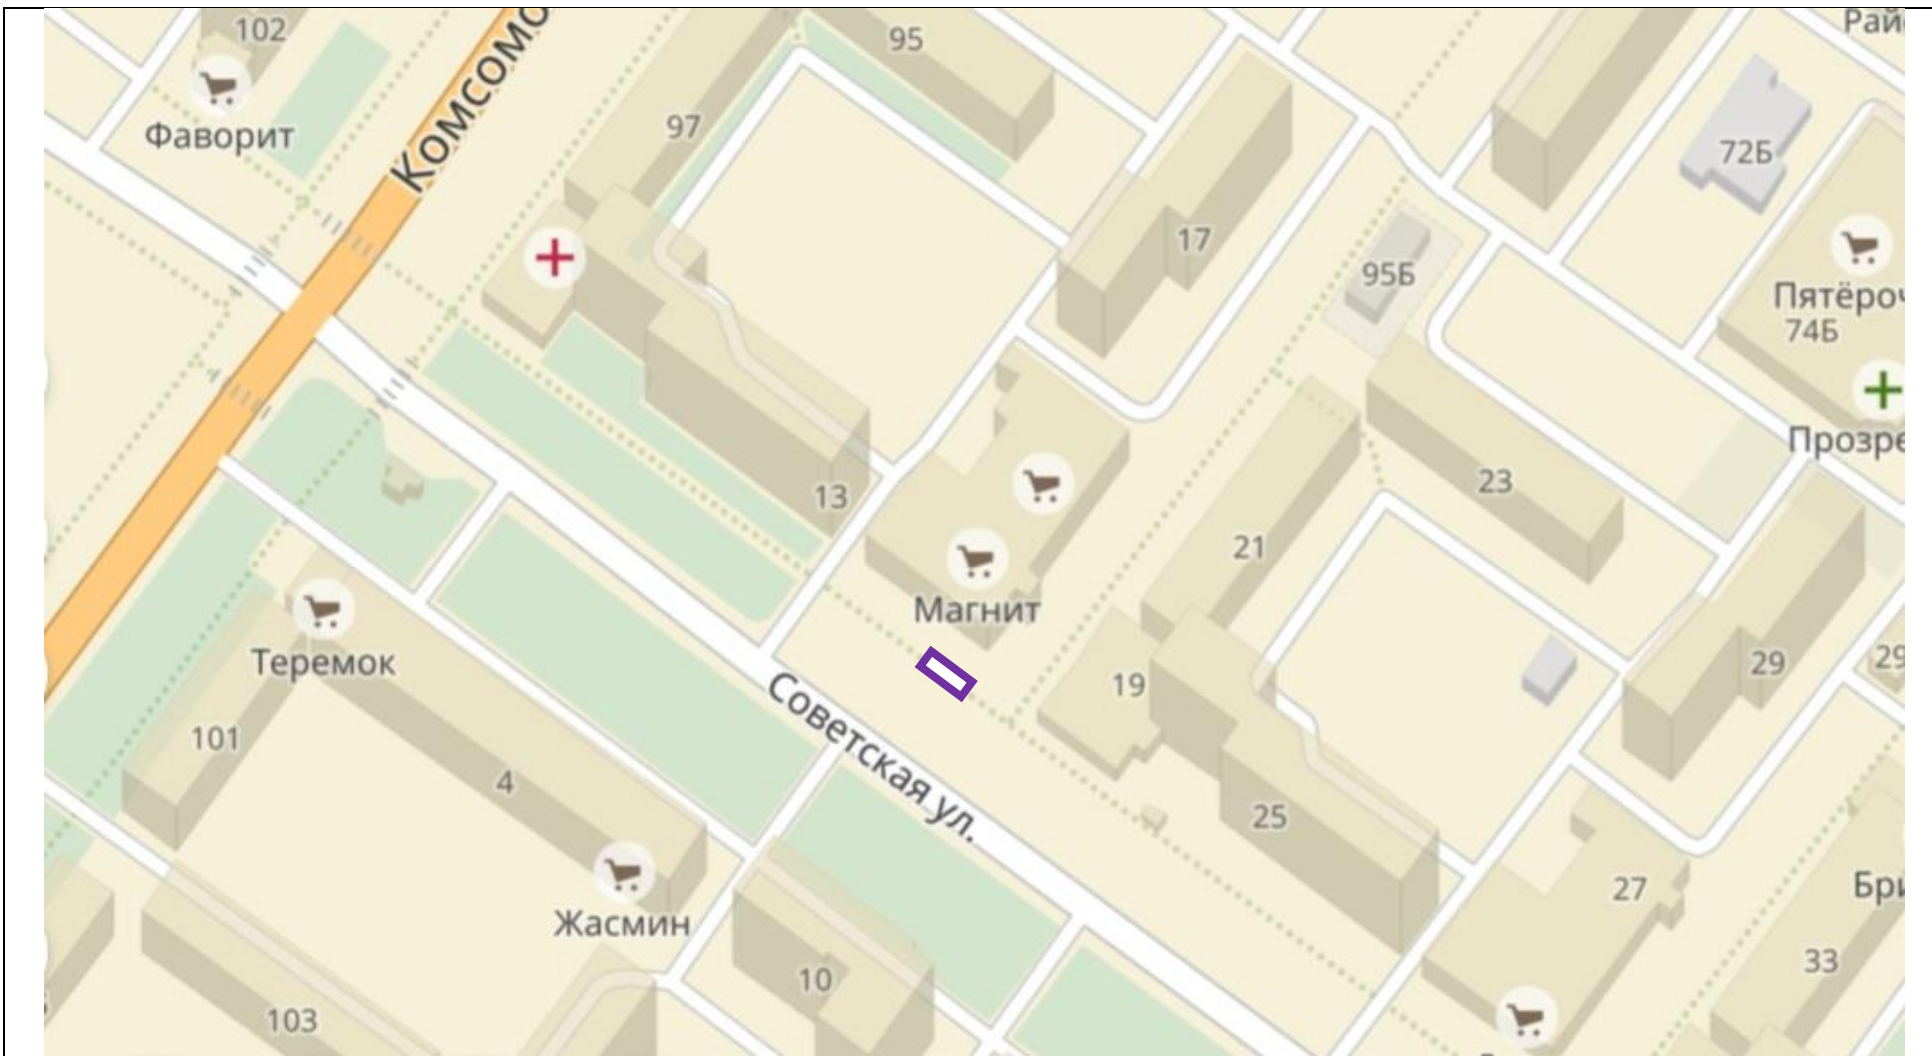 102
95
Рай
Комсомо
Фаворит
97
72Б
17
95Б
Пятёроч
74Б
Прозре
23
13
21
Магнит
Теремок
19
29
29
Советская ул.
101
4
25
27
Бри
Жасмин
33
10
103